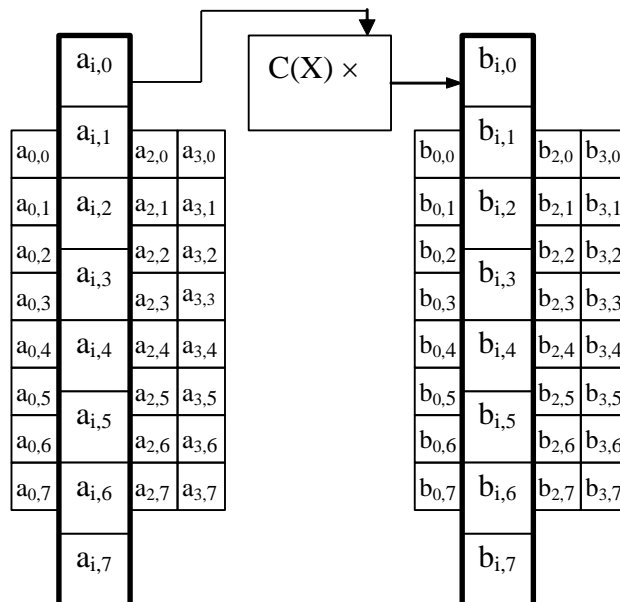 a_{i,0} C(X) × b_{i,0}
a_{i,1} b_{i,1}
a_{0,0} a_{2,0} a_{3,0} b_{0,0} b_{2,0} b_{3,0}
a_{0,1} a_{i,2} a_{2,1} a_{3,1} b_{0,1} b_{i,2} b_{2,1} b_{3,1}
a_{0,2} a_{2,2} a_{3,2} b_{0,2} b_{2,2} b_{3,2}
a_{i,3} b_{i,3}
a_{0,3} a_{2,3} a_{3,3} b_{0,3} b_{2,3} b_{3,3}
a_{0,4} a_{i,4} a_{2,4} a_{3,4} b_{0,4} b_{i,4} b_{2,4} b_{3,4}
a_{0,5} a_{2,5} a_{3,5} b_{0,5} b_{2,5} b_{3,5}
a_{i,5} b_{i,5}
a_{0,6} a_{2,6} a_{3,6} b_{0,6} b_{2,6} b_{3,6}
a_{0,7} a_{i,6} a_{2,7} a_{3,7} b_{0,7} b_{i,6} b_{2,7} b_{3,7}
a_{i,7} b_{i,7}